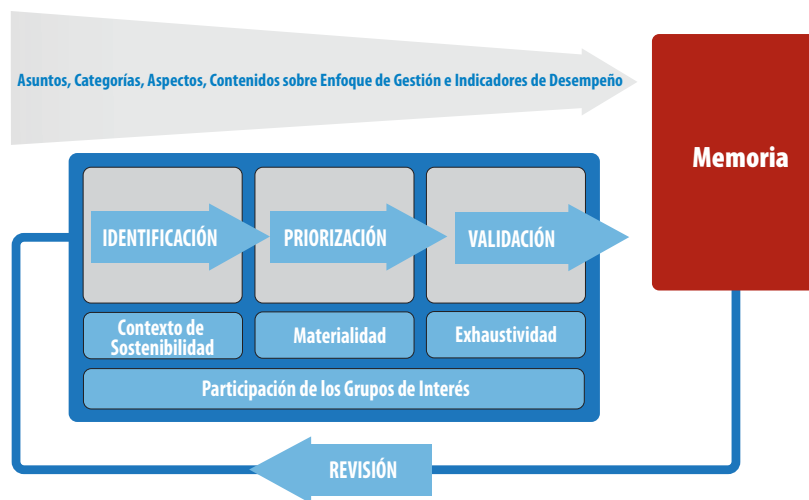 Asuntos, Categorías, Aspectos, Contenidos sobre Enfoque de Gestión e Indicadores de Desempeño
Memoria
IDENTIFICACIÓN
PRIORIZACIÓN
VALIDACIÓN
Contexto de
Sostenibilidad
Materialidad
Exhaustividad
Participación de los Grupos de Interés
REVISIÓN